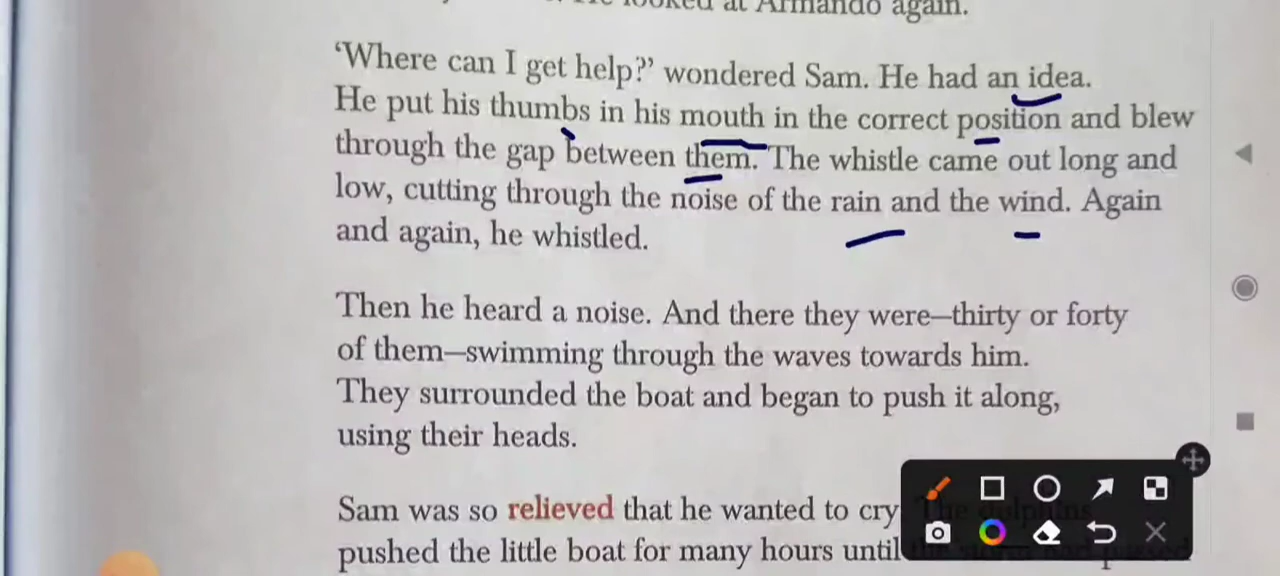 looked at Armando again.
'Where can I get help?' wondered Sam. He had an idea.
He put his thumbs in his mouth in the correct position and blew
through the gap between them. The whistle came out long and
low, cutting through the noise of the rain and the wind. Again
and again, he whistled.
Then he heard a noise. And there they were—thirty or forty
of them—swimming through the waves towards him.
They surrounded the boat and began to push it along,
using their heads.
Sam was so relieved that he wanted to cry
pushed the little boat for many hours until